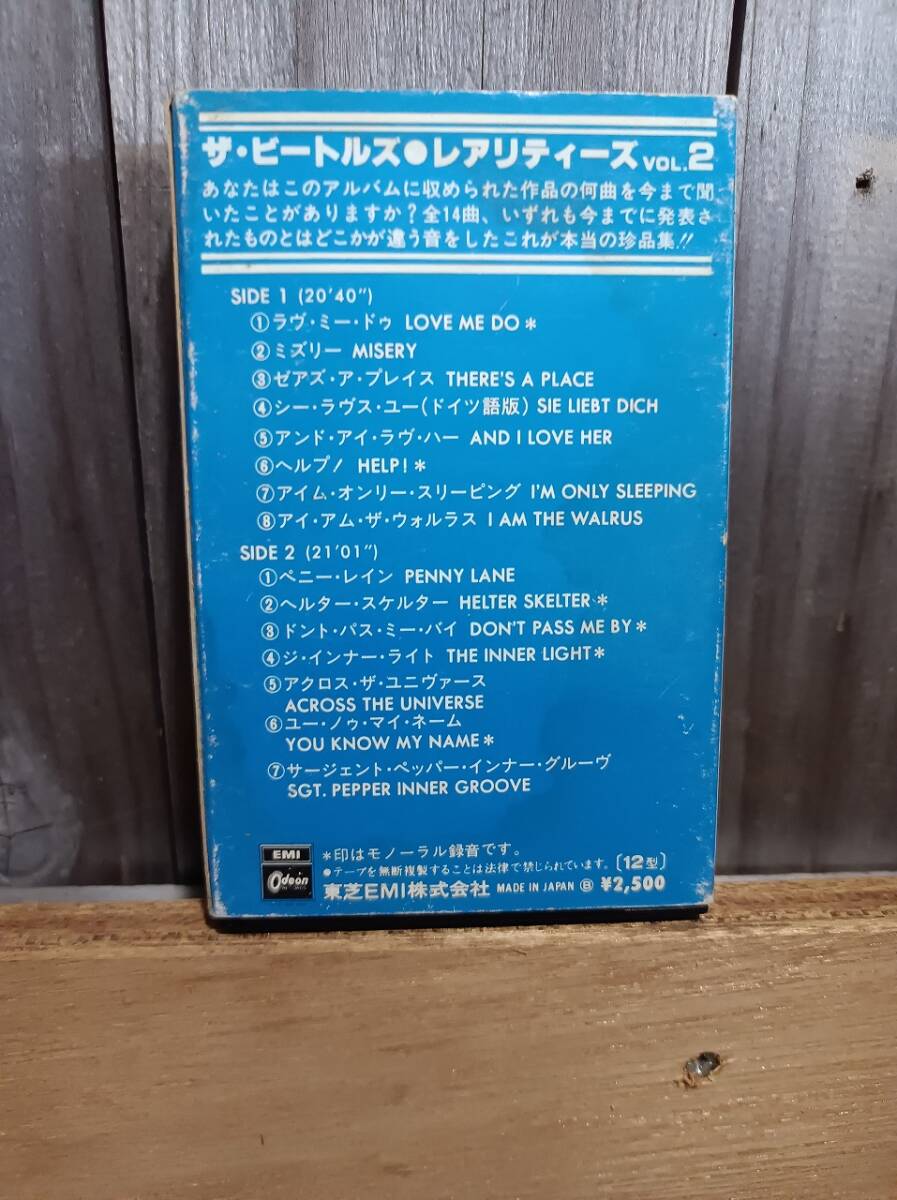 ザ・ビートルズ●レアリティーズ VOL.2
あなたはこのアルバムに収められた作品の何曲を今まで聞
いたことがありますか?全14曲、いずれも今までに発表さ
れたものとはどこかが違う音をしたこれが本当の珍品集!!
SIDE 1 (20'40")
①ラヴ・ミー・ドゥ LOVE ME DO*
②ミズリー MISERY
③ゼアズ・ア・プレイス THERE'S A PLACE
④シー・ラヴス・ユー(ドイツ語版) SIE LIEBT DICH
⑤アンド・アイ・ラヴ・ハー AND I LOVE HER
⑥ヘルプ! HELP!*
⑦アイム・オンリー・スリーピング I'M ONLY SLEEPING
⑧アイ・アム・ザ・ウォルラス I AM THE WALRUS
SIDE 2 (21'01")
①ペニー・レイン PENNY LANE
②ヘルター・スケルター HELTER SKELTER*
③ドント・パス・ミー・バイ DON'T PASS ME BY*
④ジ・インナー・ライト THE INNER LIGHT*
⑤アクロス・ザ・ユニヴァース
ACROSS THE UNIVERSE
⑥ユー・ノゥ・マイ・ネーム
YOU KNOW MY NAME*
⑦サージェント・ペッパー・インナー・グルーヴ
SGT. PEPPER INNER GROOVE
EMI
Odeon
*印はモノーラル録音です。
●テープを無断複製することは法律で禁じられています。[12型]
東芝EMI株式会社 MADE IN JAPAN Ⓑ ¥2,500